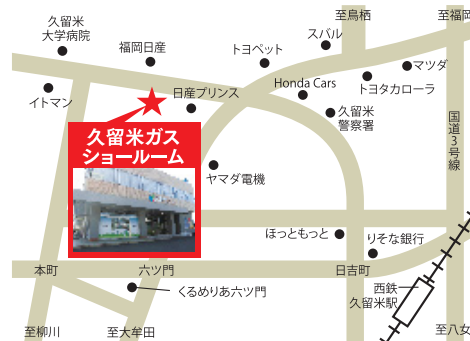 久留米
大学病院
至鳥栖
至福岡
スバル
福岡日産
トヨペット
マツダ
イトマン
日産プリンス
Honda Cars
トヨタカローラ
久留米
警察署
国道3号線
久留米ガス
ショールーム
ヤマダ電機
ほっともっと
りそな銀行
本町
六ツ門
日吉町
くるめりあ六ツ門
西鉄
久留米駅
至柳川
至大牟田
至八女